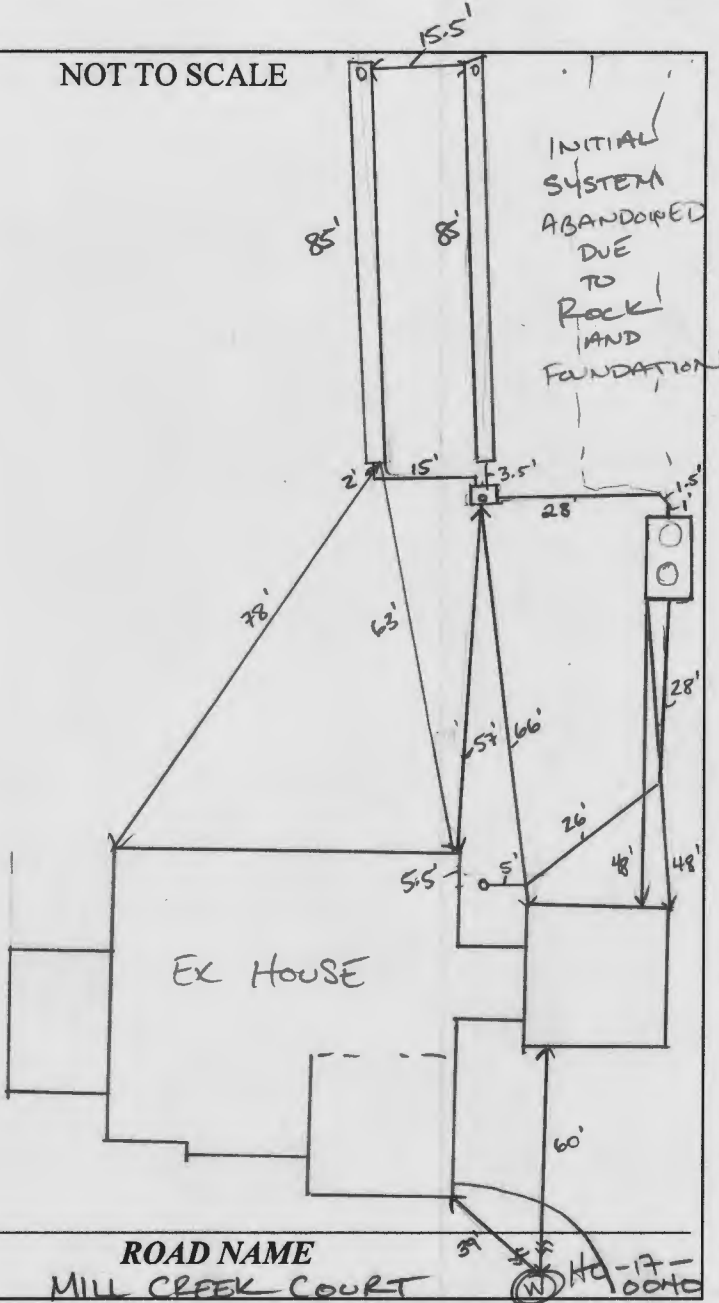 15.5'
NOT TO SCALE
INITIAL
SYSTEM
ABANDONED
DUE
TO
ROCK
AND
FOUNDATION
85'
85'
2'
15'
3.5'
28'
1.5'
1'
78'
63'
57'
66'
28'
26'
48'
48'
5.5'
5'
EX HOUSE
60'
39'
W
HO-17-
0040
ROAD NAME
MILL CREEK COURT